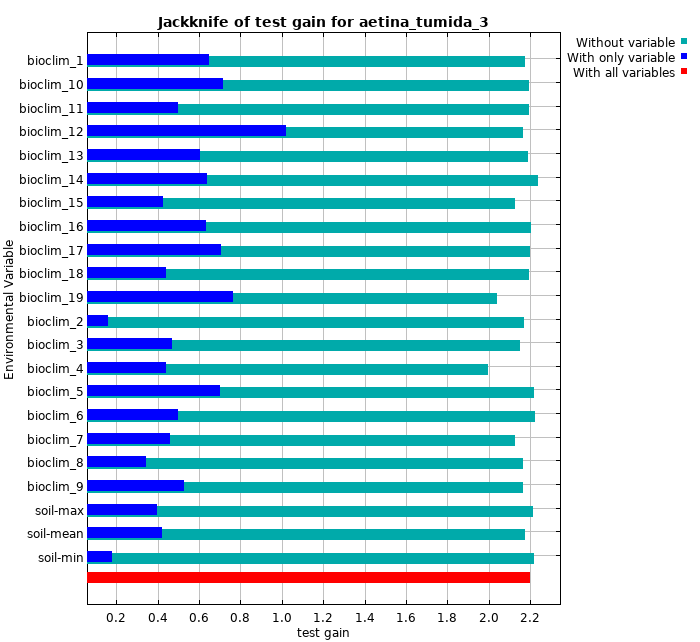 Jackknife of test gain for aetina_tumida_3
Without variable
With only variable
With all variables
Environmental Variable
bioclim_1
bioclim_10
bioclim_11
bioclim_12
bioclim_13
bioclim_14
bioclim_15
bioclim_16
bioclim_17
bioclim_18
bioclim_19
bioclim_2
bioclim_3
bioclim_4
bioclim_5
bioclim_6
bioclim_7
bioclim_8
bioclim_9
soil-max
soil-mean
soil-min
0.2 0.4 0.6 0.8 1.0 1.2 1.4 1.6 1.8 2.0 2.2
test gain